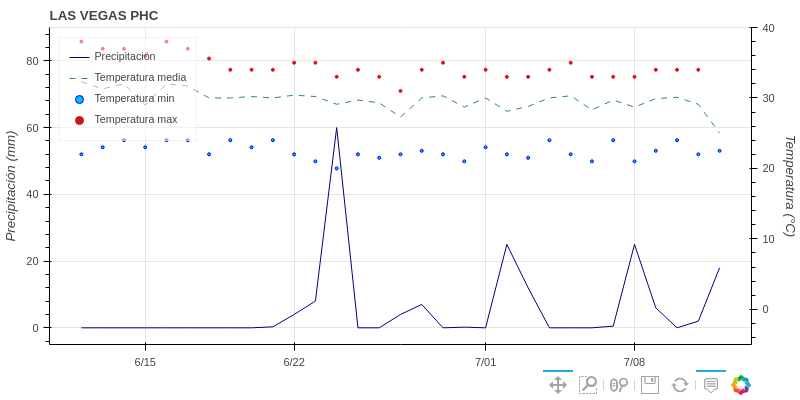 LAS VEGAS PHC
Precipitación
Temperatura media
Temperatura min
Temperatura max
Precipitación (mm)
80
60
40
20
0
Temperatura (°C)
40
30
20
10
0
6/15
6/22
7/01
7/08